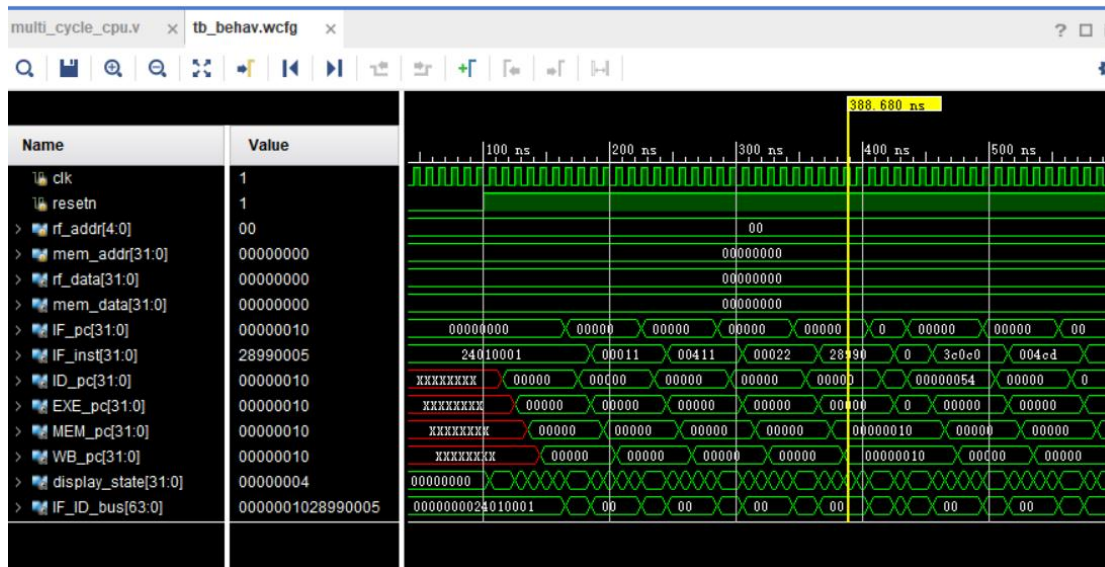 multi_cycle_cpu.v × tb_behav.wcfg × ?
388.680 ns
Name Value 100 ns 200 ns 300 ns 400 ns 500 ns
clk 1
resetn 1
rf_addr[4:0] 00 00
mem_addr[31:0] 00000000 00000000
rf_data[31:0] 00000000 00000000
mem_data[31:0] 00000000 00000000
IF_pc[31:0] 00000010 00000000 00000 00000 00000 00000 0 00000 00000 00
IF_inst[31:0] 28990005 24010001 00011 00411 00022 28990 0 3c0c0 004cd
ID_pc[31:0] 00000010 XXXXXXXX 00000 00000 00000 00000 00000 00000054 00000 0
EXE_pc[31:0] 00000010 XXXXXXXX 00000 00000 00000 00000 00000 0 00000 00000
MEM_pc[31:0] 00000010 XXXXXXXX 00000 00000 00000 00000 00000010 00000 00000
WB_pc[31:0] 00000010 XXXXXXXX 00000 00000 00000 00000 00000010 00000 00000
display_state[31:0] 00000004 00000000
IF_ID_bus[63:0] 0000001028990005 0000000024010001 00 00 00 00 00 00